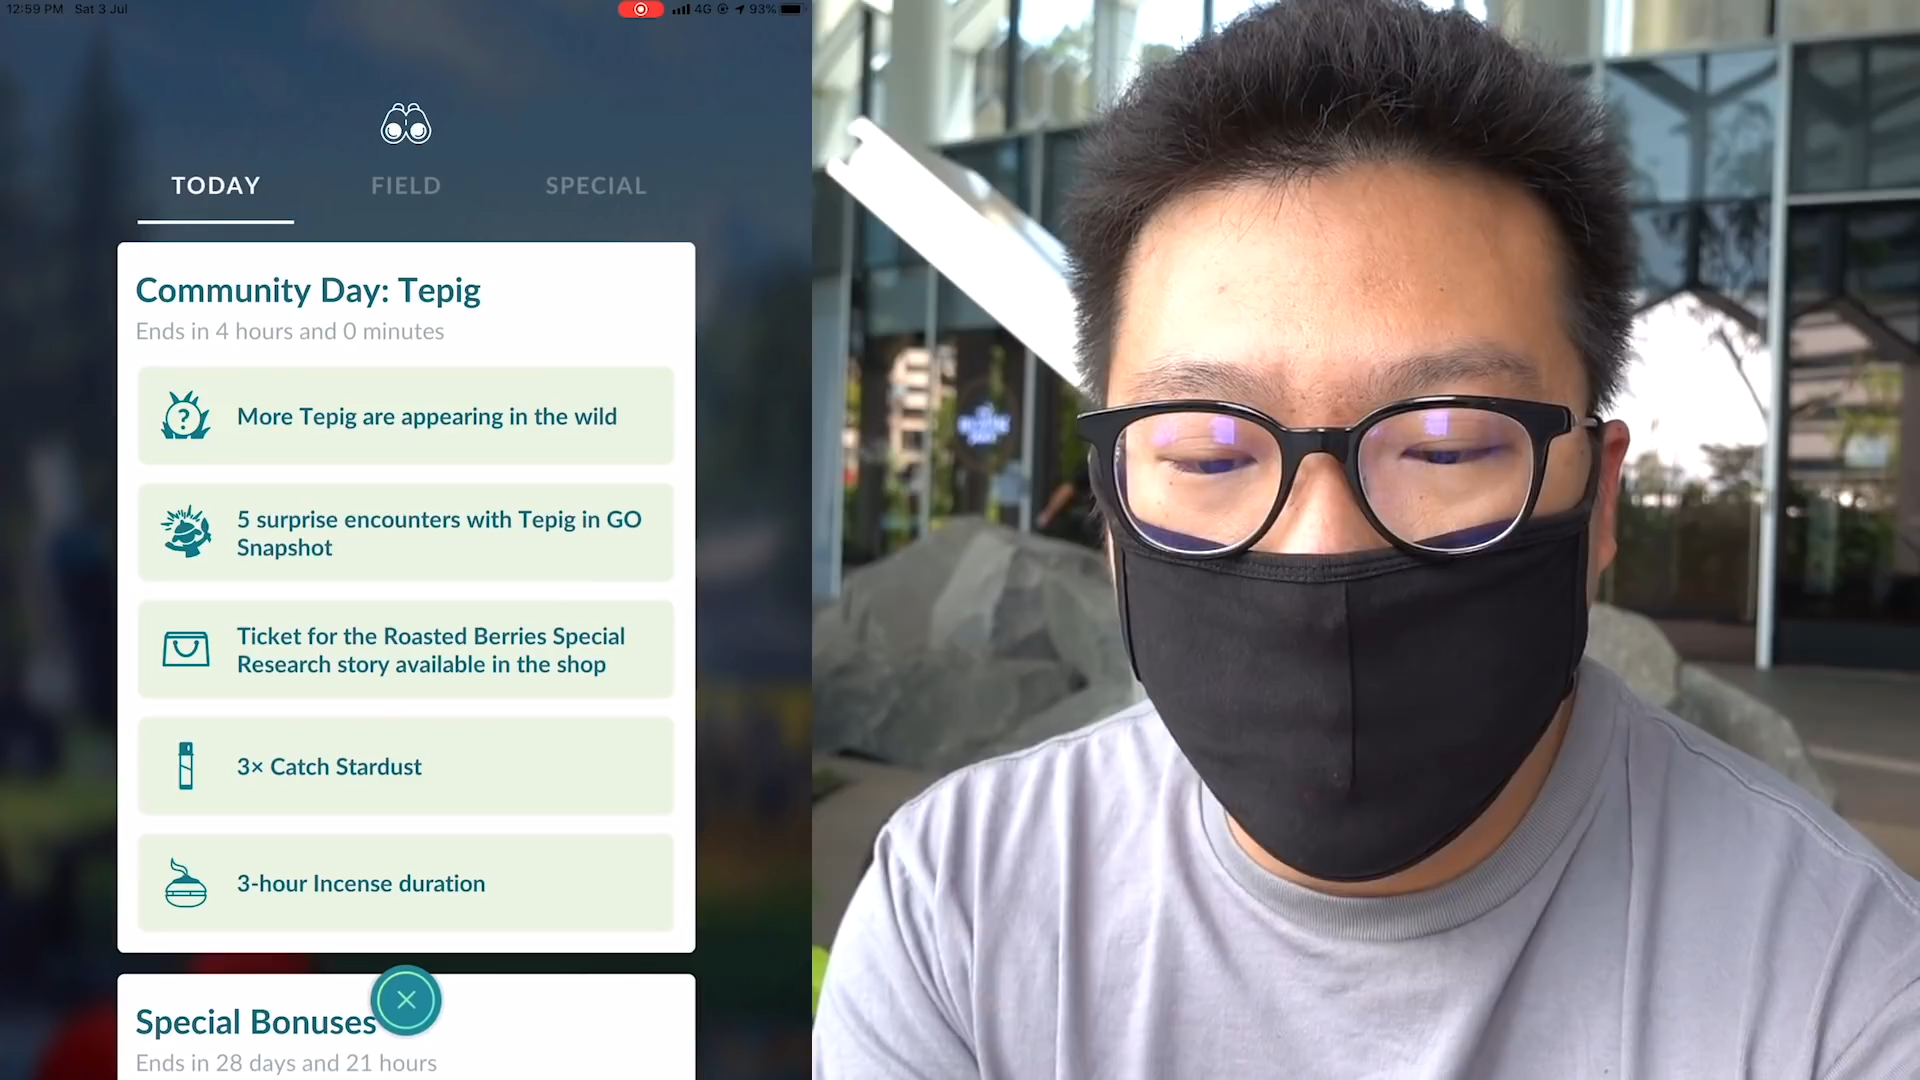 12:59 PM Sat 3 Jul
4G 93%
TODAY FIELD SPECIAL
Community Day: Tepig
Ends in 4 hours and 0 minutes
More Tepig are appearing in the wild
5 surprise encounters with Tepig in GO
Snapshot
Ticket for the Roasted Berries Special
Research story available in the shop
3× Catch Stardust
3-hour Incense duration
Special Bonuses
Ends in 28 days and 21 hours